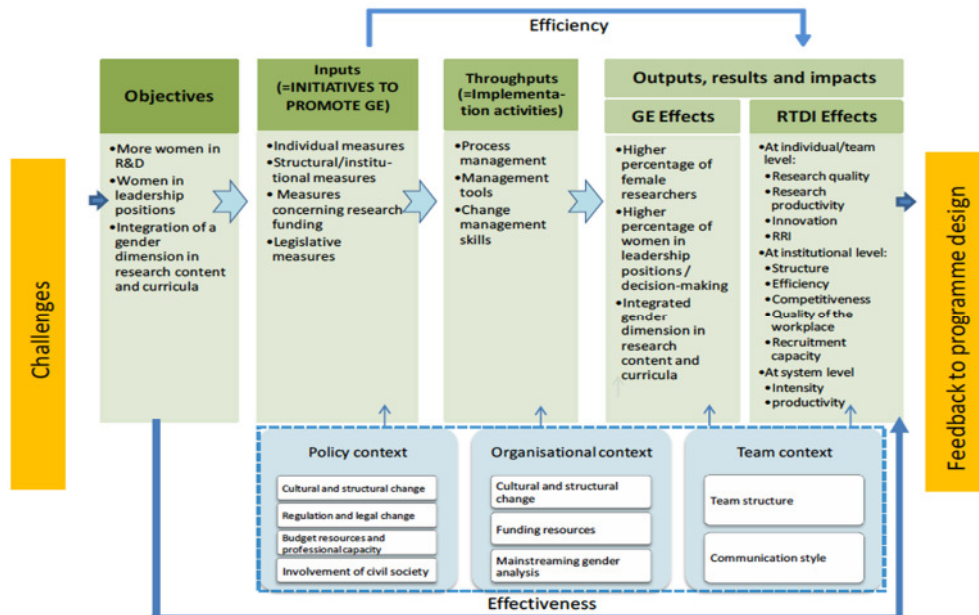 Efficiency
Challenges
Objectives
•More women in
R&D
•Women in
leadership
positions
•Integration of a
gender
dimension in
research content
and curricula
Inputs
(=INITIATIVES TO
PROMOTE GE)
•Individual measures
•Structural/institu-
tional measures
• Measures
concerning research
funding
•Legislative
measures
Throughputs
(=Implementa-
tion activities)
•Process
management
•Management
tools
•Change
management
skills
Outputs, results and impacts
GE Effects
•Higher
percentage of
female
researchers
•Higher
percentage of
women in
leadership
positions /
decision-making
•Integrated
gender
dimension in
research
content and
curricula
RTDI Effects
•At individual/team
level:
•Research quality
•Research
productivity
•Innovation
•RRI
•At institutional level:
•Structure
•Efficiency
•Competitiveness
•Quality of the
workplace
•Recruitment
capacity
•At system level
•Intensity
•productivity
Feedback to programme design
Policy context
Cultural and structural change
Regulation and legal change
Budget resources and
professional capacity
Involvement of civil society
Organisational context
Cultural and structural
change
Funding resources
Mainstreaming gender
analysis
Team context
Team structure
Communication style
Effectiveness